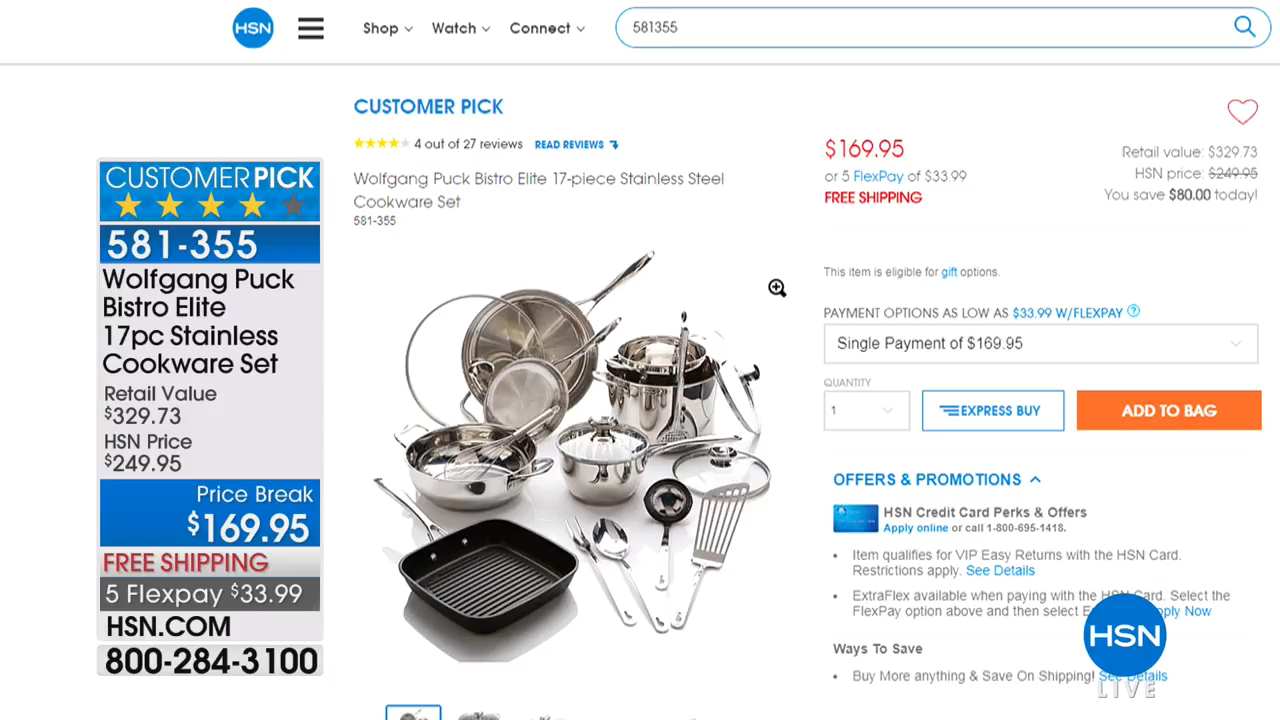 HSN
Shop
Watch
Connect
581355
CUSTOMER PICK
4 out of 27 reviews READ REVIEWS
Wolfgang Puck Bistro Elite 17-piece Stainless Steel
Cookware Set
581-355
$169.95
or 5 FlexPay of $33.99
FREE SHIPPING
Retail value: $329.73
HSN price: $249.95
You save $80.00 today!
This item is eligible for gift options.
PAYMENT OPTIONS AS LOW AS $33.99 W/FLEXPAY ?
Single Payment of $169.95
QUANTITY
1
EXPRESS BUY
ADD TO BAG
OFFERS & PROMOTIONS
HSN Credit Card Perks & Offers
Apply online or call 1-800-695-1418.
• Item qualifies for VIP Easy Returns with the HSN Card.
Restrictions apply. See Details
• ExtraFlex available when paying with the HSN Card. Select the
FlexPay option above and then select Now
Ways To Save
• Buy More anything & Save On Shipping! See Details
CUSTOMER PICK
581-355
Wolfgang Puck
Bistro Elite
17pc Stainless
Cookware Set
Retail Value
$329.73
HSN Price
$249.95
Price Break
$169.95
FREE SHIPPING
5 Flexpay $33.99
HSN.COM
800-284-3100
HSN
LIVE